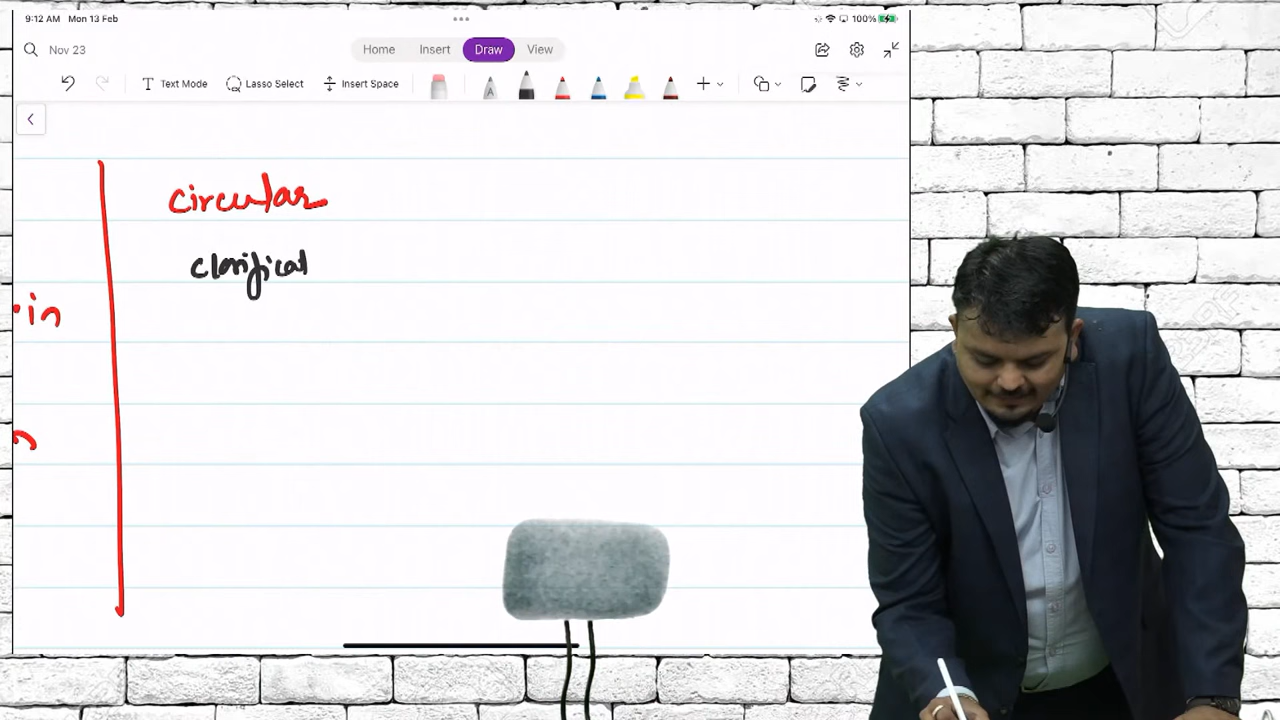 9:12 AM Mon 13 Feb
100%
Nov 23
Home Insert Draw View
Text Mode Lasso Select Insert Space
A
circular
clarificat
in
n